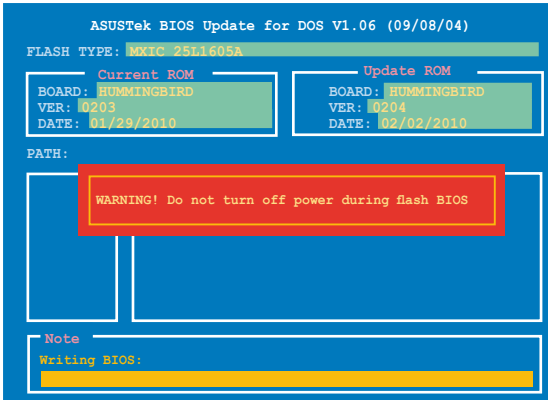 ASUSTek BIOS Update for DOS V1.06 (09/08/04)
FLASH TYPE: MXIC 25L1605A
Current ROM
BOARD: HUMMINGBIRD
VER: 0203
DATE: 01/29/2010
Update ROM
BOARD: HUMMINGBIRD
VER: 0204
DATE: 02/02/2010
PATH:
WARNING! Do not turn off power during flash BIOS
Note
Writing BIOS: